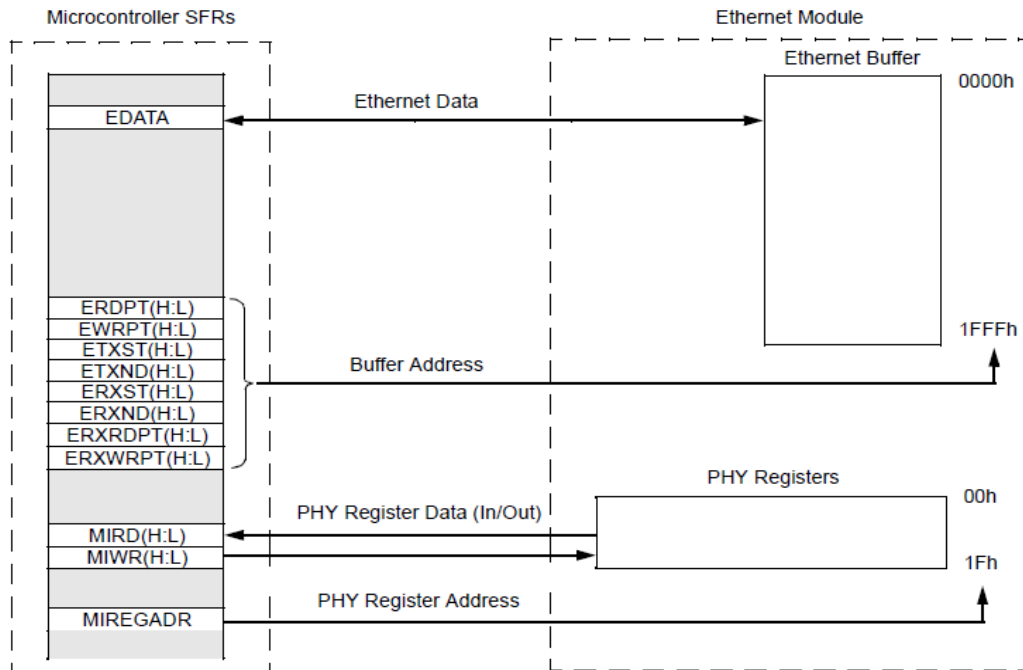 Microcontroller SFRs
Ethernet Module
Ethernet Buffer
0000h
Ethernet Data
EDATA
ERDPT(H:L)
EWRPT(H:L)
ETXST(H:L)
ETXND(H:L)
ERXST(H:L)
ERXND(H:L)
ERXRDPT(H:L)
ERXWRPT(H:L)
1FFFh
Buffer Address
PHY Registers
00h
PHY Register Data (In/Out)
MIRD(H:L)
MIWR(H:L)
1Fh
PHY Register Address
MIREGADR